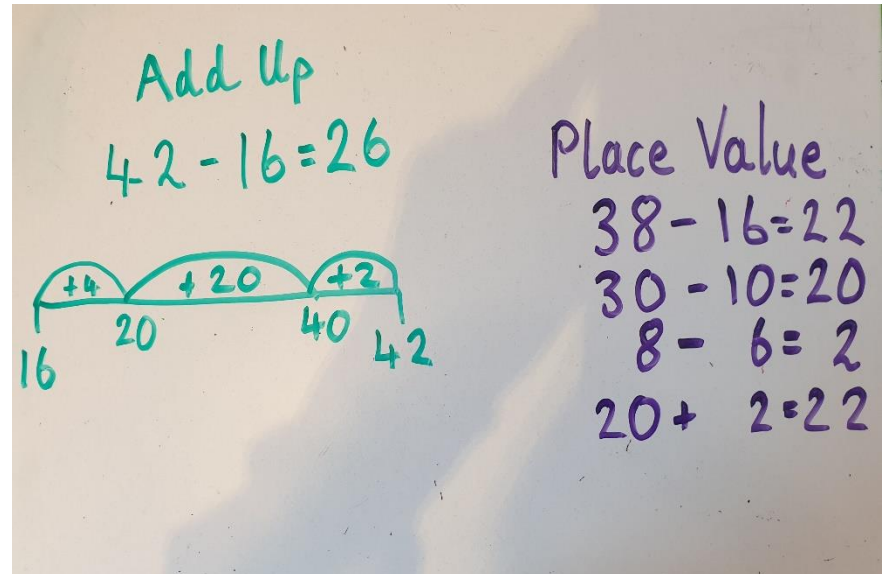 Add Up
42 - 16 = 26
+4 +20 +2
16 20 40 42
Place Value
38 - 16 = 22
30 - 10 = 20
8 - 6 = 2
20 + 2 = 22